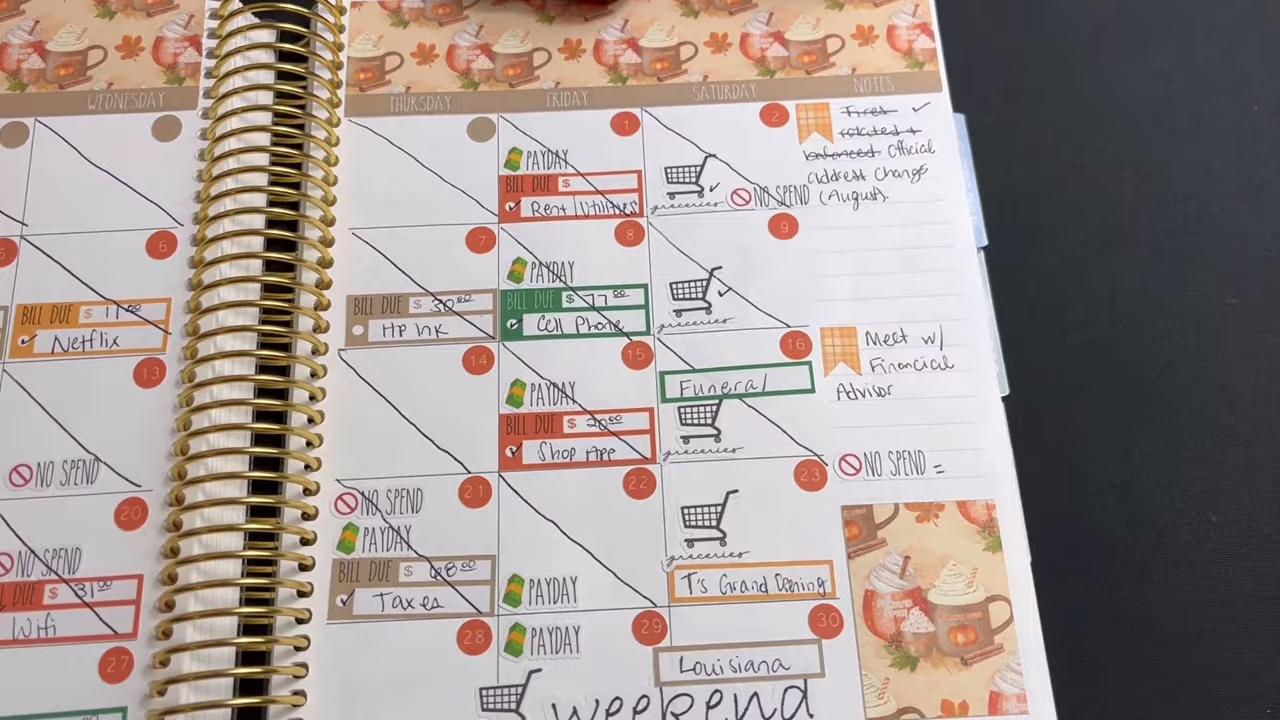 WEDNESDAY
THURSDAY
FRIDAY
SATURDAY
NOTES
1
PAYDAY
BILL DUE $
Rent Utilities
2
groceries
NO SPEND
Tires
rotated +
balanced Official
address change
(August).
6
BILL DUE $ 11.00
Netflix
7
BILL DUE $ 30.00
HP Ink
8
PAYDAY
BILL DUE $ 77.00
Cell Phone
9
groceries
13
NO SPEND
14
15
PAYDAY
BILL DUE $ 20.00
Shop App
16
Funeral
groceries
Meet w/
Financial
Advisor
NO SPEND =
20
NO SPEND
DUE $ 31.00
Wifi
21
NO SPEND
PAYDAY
BILL DUE $ 68.00
Taxes
22
PAYDAY
23
groceries
T's Grand Opening
27
28
29
PAYDAY
30
Louisiana
weekend